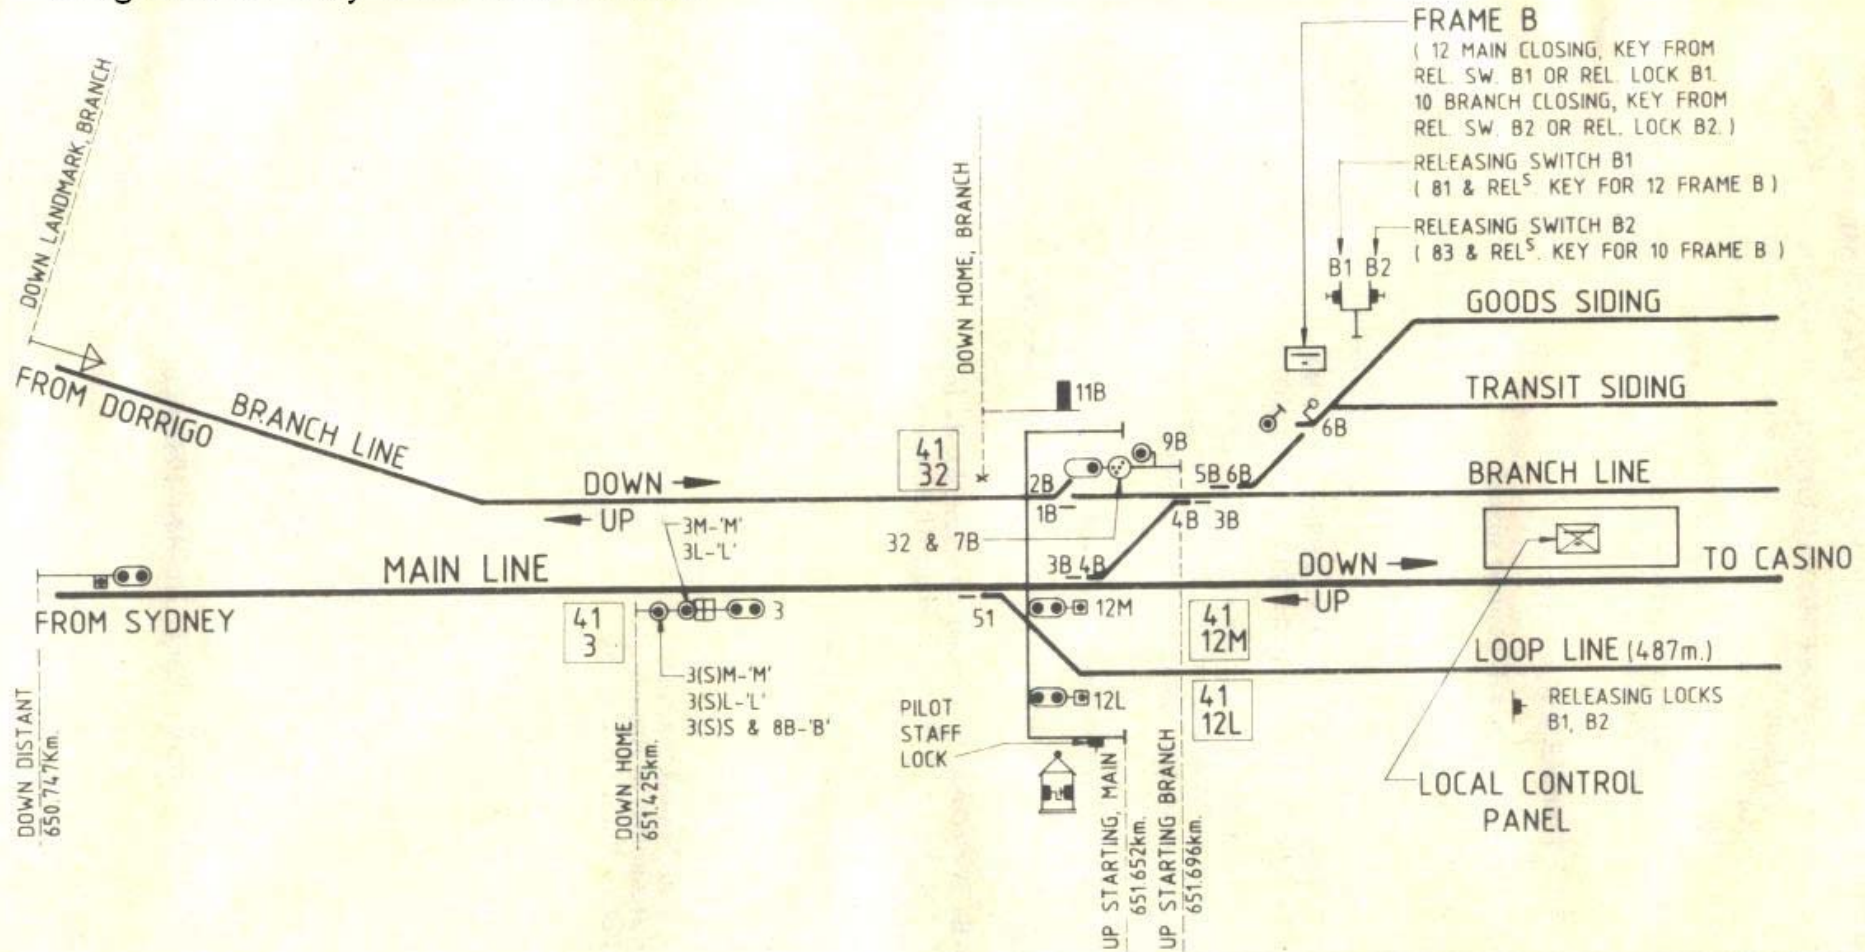 FRAME B
( 12 MAIN CLOSING, KEY FROM
REL. SW. B1 OR REL. LOCK B1.
10 BRANCH CLOSING, KEY FROM
REL. SW. B2 OR REL. LOCK B2. )
RELEASING SWITCH B1
( 81 & RELS. KEY FOR 12 FRAME B )
RELEASING SWITCH B2
( 83 & RELS. KEY FOR 10 FRAME B )
B1 B2
GOODS SIDING
TRANSIT SIDING
BRANCH LINE
DOWN LANDMARK, BRANCH
FROM DORRIGO
BRANCH LINE
DOWN HOME, BRANCH
11B
41
32
9B
6B
DOWN
UP
2B
1B
5B 6B
4B 3B
32 & 7B
3M-'M'
3L-'L'
MAIN LINE
3B 4B
DOWN
UP
TO CASINO
FROM SYDNEY
41
3
3
51
12M
41
12M
LOOP LINE (487m.)
3(S)M-'M'
3(S)L-'L'
3(S)S & 8B-'B'
12L
41
12L
PILOT
STAFF
LOCK
RELEASING LOCKS
B1, B2
LOCAL CONTROL
PANEL
DOWN DISTANT
650.747Km.
DOWN HOME
651.425km.
UP STARTING, MAIN
651.652km.
UP STARTING BRANCH
651.696km.